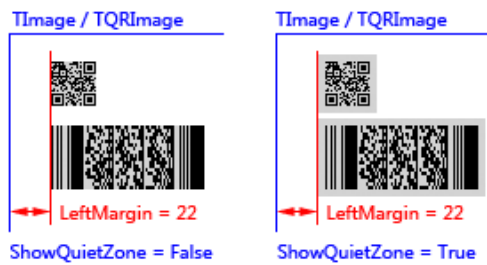 TImage / TQRImage
LeftMargin = 22
ShowQuietZone = False
TImage / TQRImage
LeftMargin = 22
ShowQuietZone = True